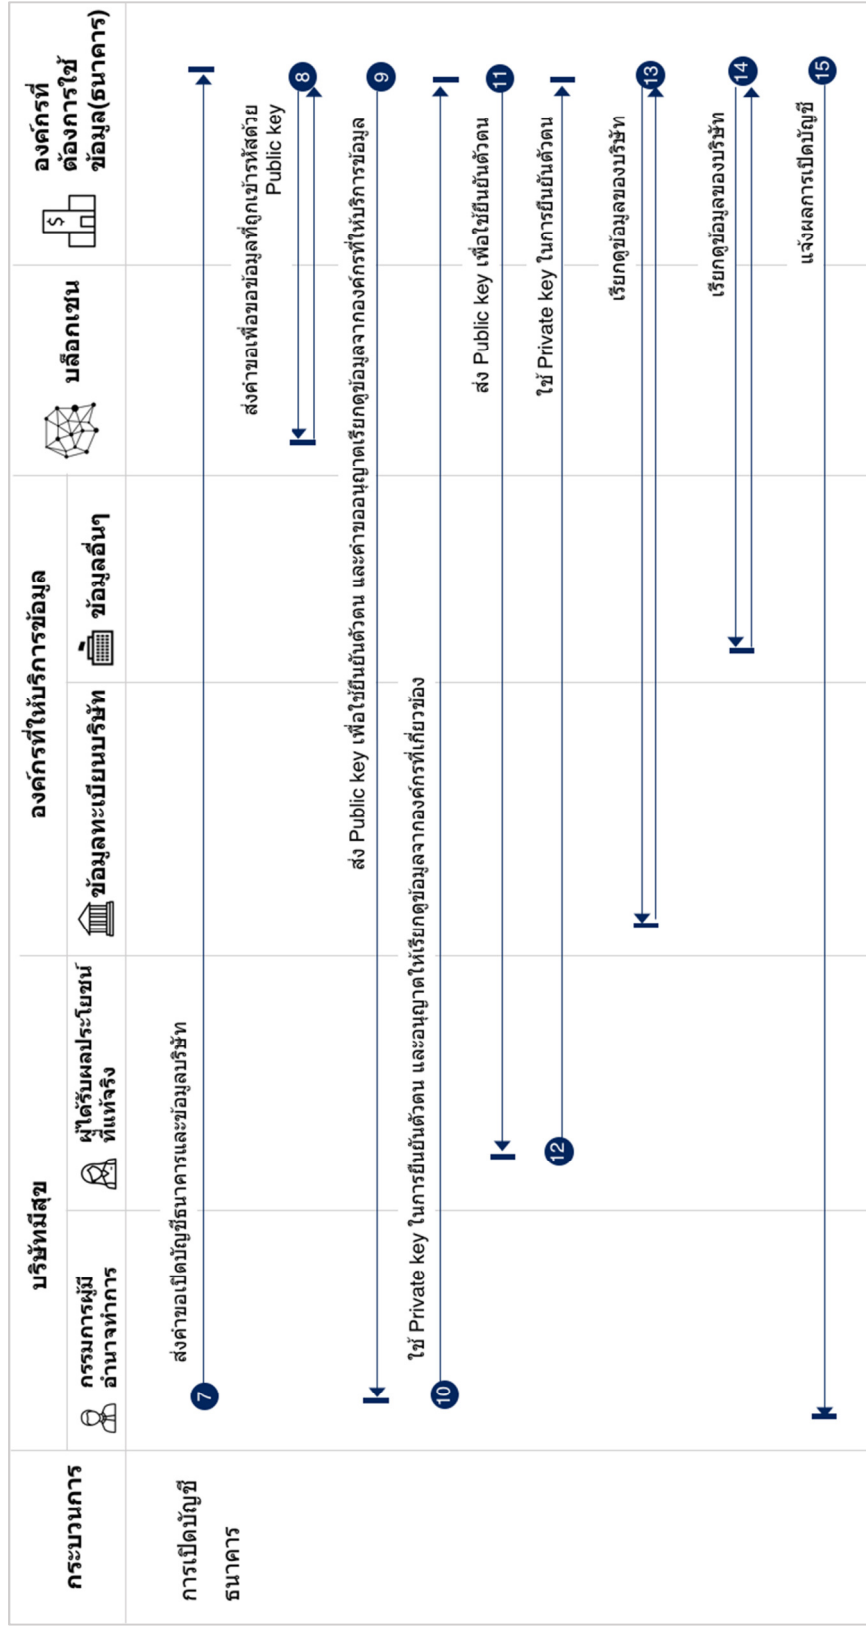 กระบวนการ
บริษัทมีสุข
องค์กรที่ให้บริการข้อมูล
บล็อกเชน
องค์กรที่
ต้องการใช้
ข้อมูล(ธนาคาร)
กรรมการผู้มี
อำนาจทำการ
ผู้ได้รับผลประโยชน์
ที่แท้จริง
ข้อมูลทะเบียนบริษัท
ข้อมูลอื่นๆ
การเปิดบัญชี
ธนาคาร
ส่งคำขอเปิดบัญชีธนาคารและข้อมูลบริษัท
7
ส่งคำขอเพื่อขอข้อมูลที่ถูกเข้ารหัสด้วย
Public key
8
ส่ง Public key เพื่อใช้ยืนยันตัวตน และคำขออนุญาตเรียกดูข้อมูลจากองค์กรที่ให้บริการข้อมูล
9
ใช้ Private key ในการยืนยันตัวตน และอนุญาตให้เรียกดูข้อมูลจากองค์กรที่เกี่ยวข้อง
10
ส่ง Public key เพื่อใช้ยืนยันตัวตน
11
ใช้ Private key ในการยืนยันตัวตน
12
เรียกดูข้อมูลของบริษัท
13
เรียกดูข้อมูลของบริษัท
14
แจ้งผลการเปิดบัญชี
15